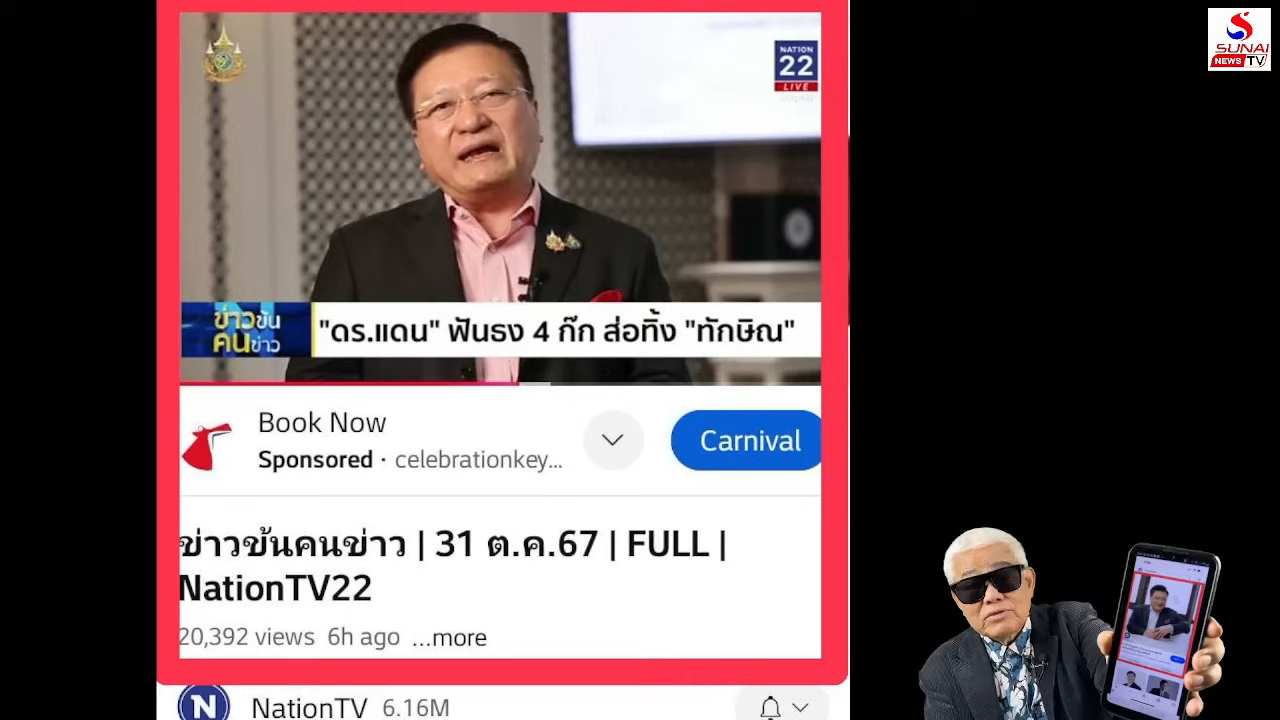 NATION
22
LIVE
SUNAI
NEWS TV
ข่าวข้น
คนข่าว
"ดร.แดน" ฟันธง 4 ก๊ก ส่อทิ้ง "ทักษิณ"
Book Now
Sponsored · celebrationkey...
Carnival
ข่าวข้นคนข่าว | 31 ต.ค.67 | FULL |
NationTV22
20,392 views 6h ago ...more
N
NationTV 6.16M